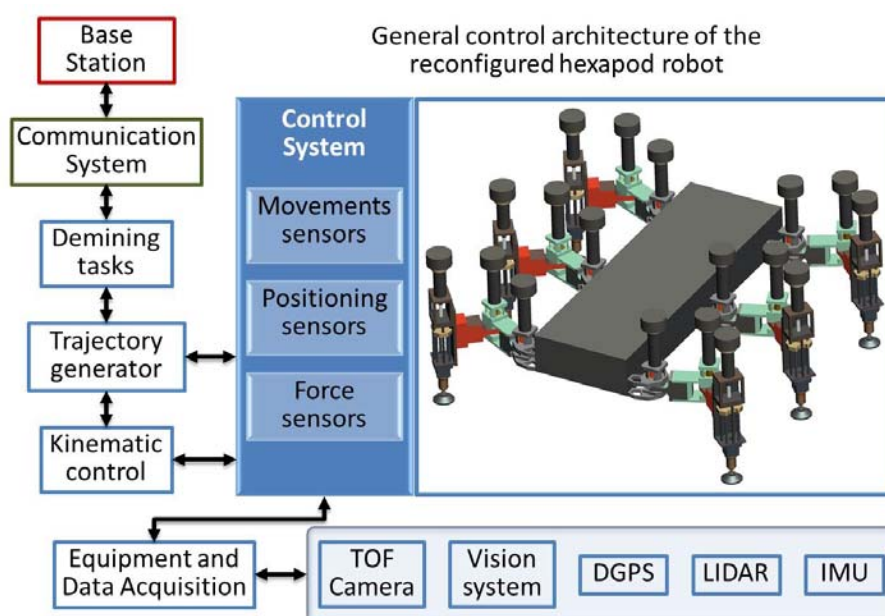 General control architecture of the
reconfigured hexapod robot
Base
Station
Communication
System
Demining
tasks
Trajectory
generator
Kinematic
control
Control
System
Movements
sensors
Positioning
sensors
Force
sensors
Equipment and
Data Acquisition
TOF
Camera
Vision
system
DGPS
LIDAR
IMU